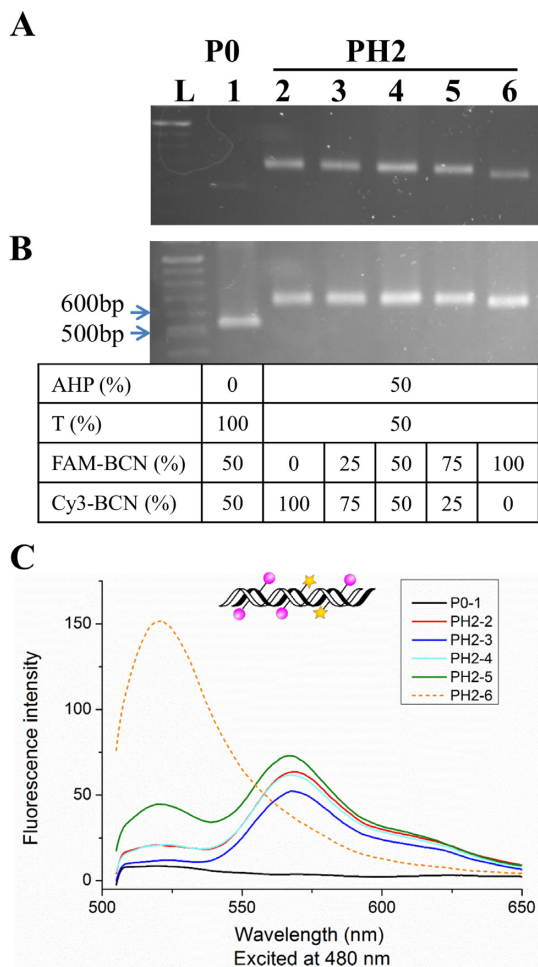 A
P0 PH2
L 1 2 3 4 5 6
B
600bp
500bp
AHP (%) 0 50
T (%) 100 50
FAM-BCN (%) 50 0 25 50 75 100
Cy3-BCN (%) 50 100 75 50 25 0
C
P0-1
PH2-2
PH2-3
PH2-4
PH2-5
PH2-6
150
100
50
0
Fluorescence intensity
500 550 600 650
Wavelength (nm)
Excited at 480 nm